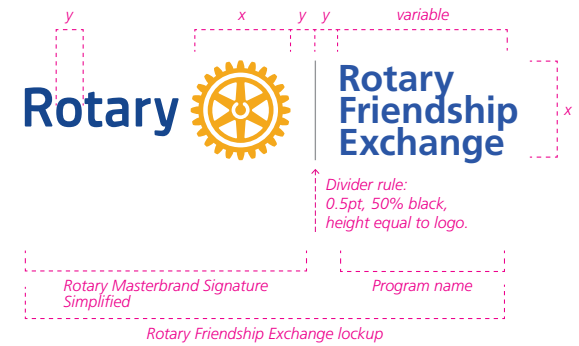 y x y y variable
Rotary
Rotary
Friendship
Exchange
x
Divider rule:
0.5pt, 50% black,
height equal to logo.
Rotary Masterbrand Signature
Simplified
Program name
Rotary Friendship Exchange lockup